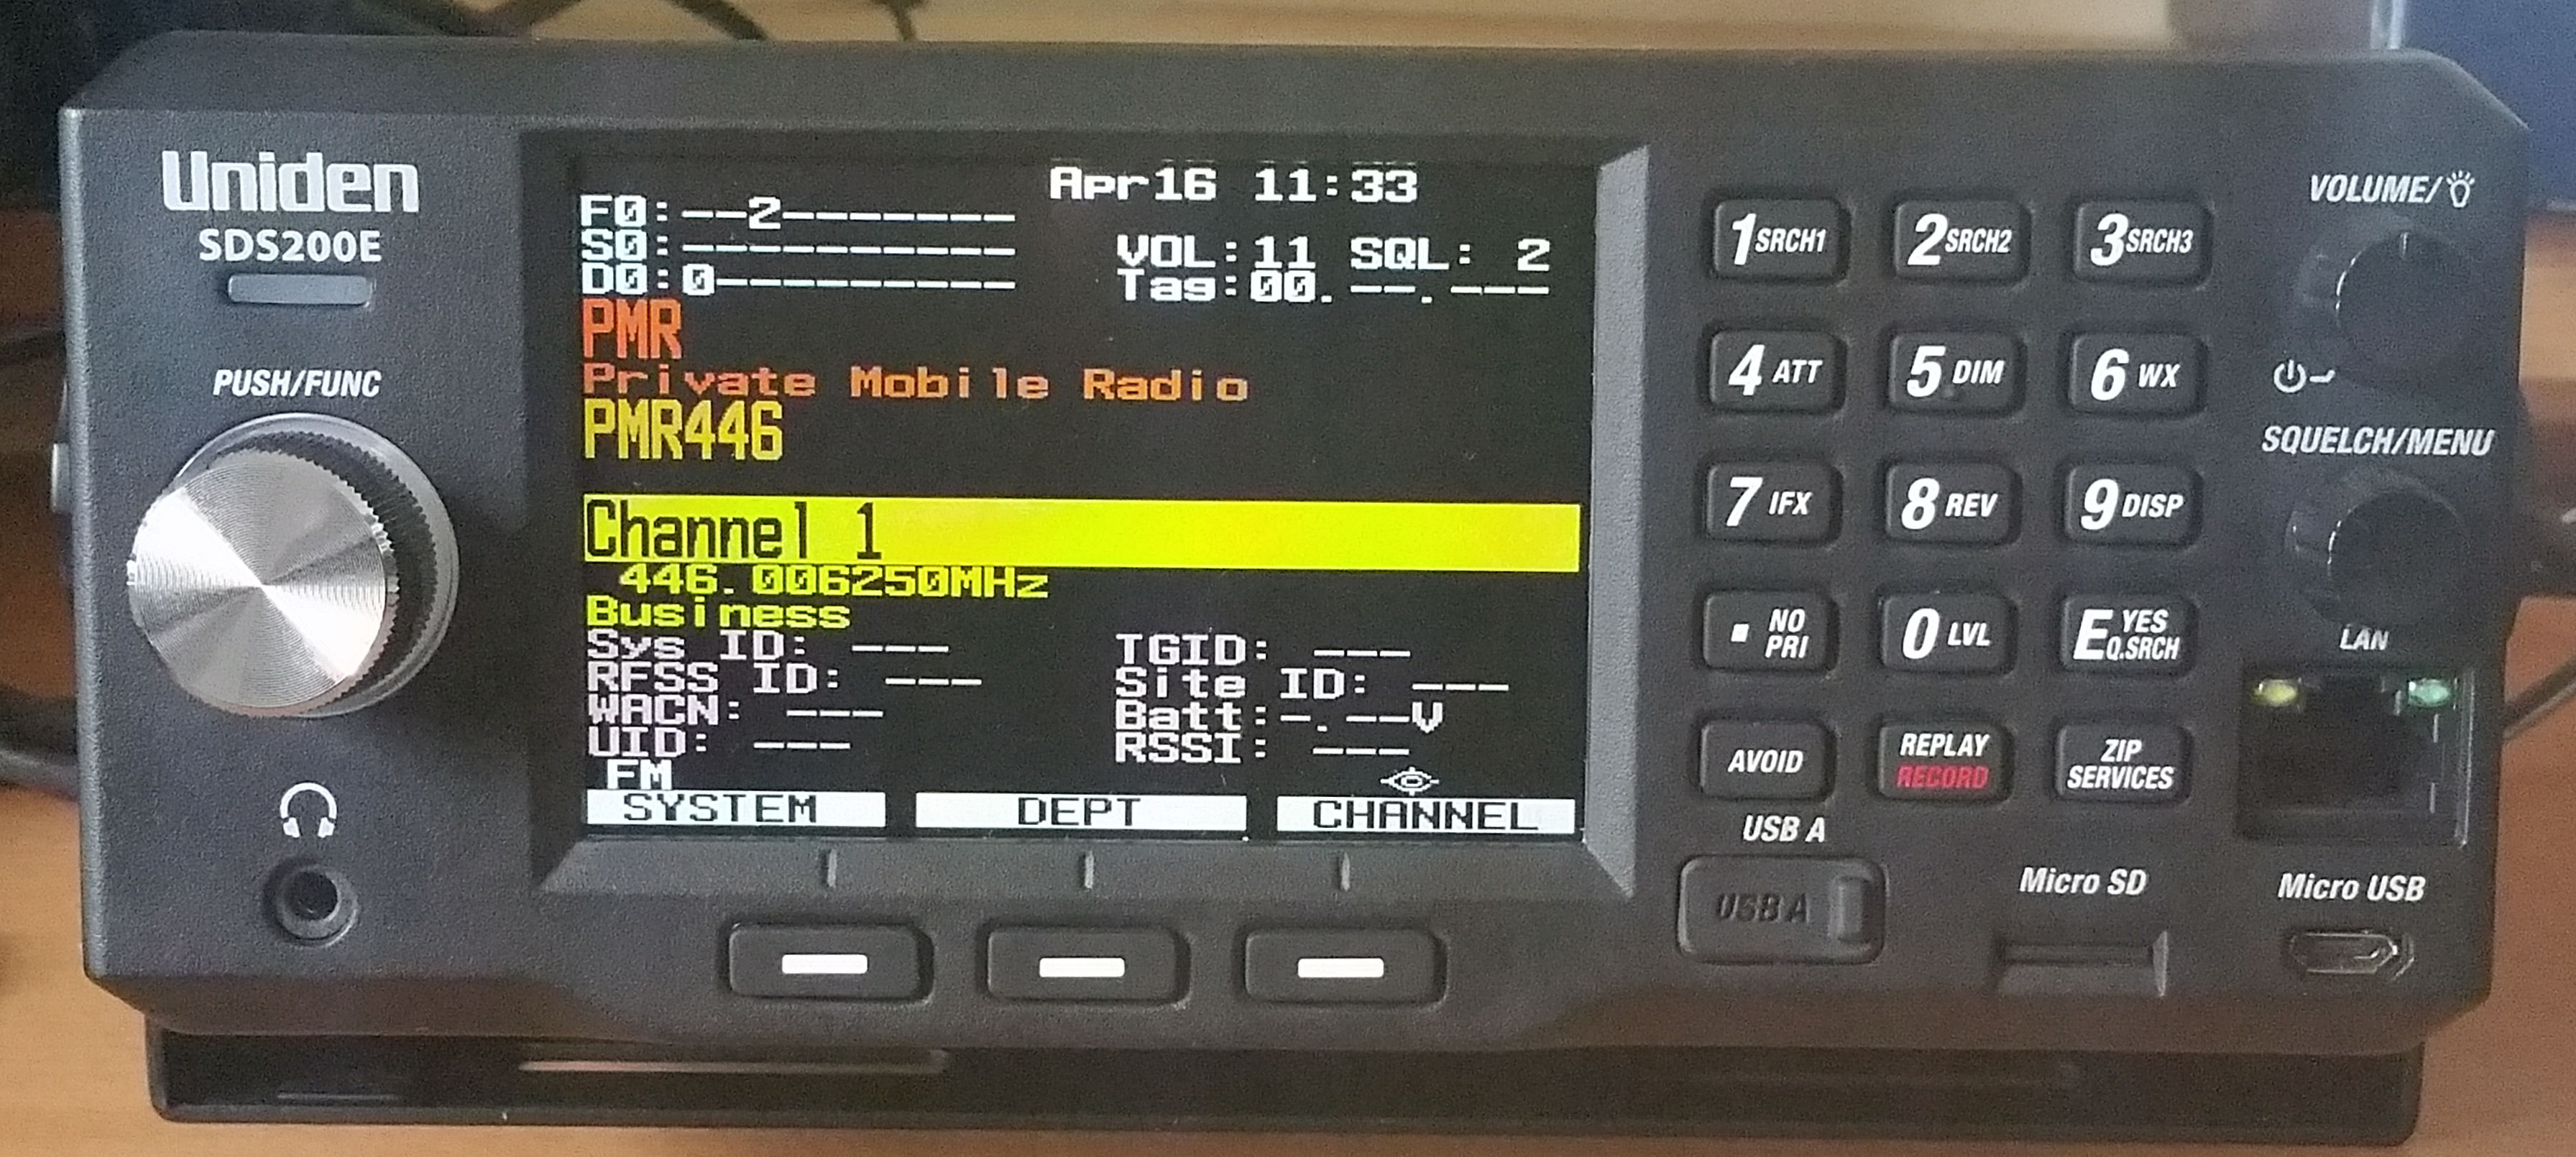 Uniden
SDS200E
PUSH/FUNC
Apr16 11:33
F0:--2-------
S0:----------
D0:0---------
VOL:11 SQL: 2
Tag:00.--.---
PMR
Private Mobile Radio
PMR446
Channel 1
446.006250MHz
Business
Sys ID: ---
TGID: ---
RFSS ID: ---
Site ID: ---
WACN: ---
Batt:-.--V
UID: ---
RSSI: ---
FM
SYSTEM
DEPT
CHANNEL
1 SRCH1
2 SRCH2
3 SRCH3
4 ATT
5 DIM
6 WX
7 IFX
8 REV
9 DISP
. NO PRI
0 LVL
E YES Q.SRCH
AVOID
REPLAY
RECORD
ZIP
SERVICES
USB A
USB A
Micro SD
VOLUME/
SQUELCH/MENU
LAN
Micro USB